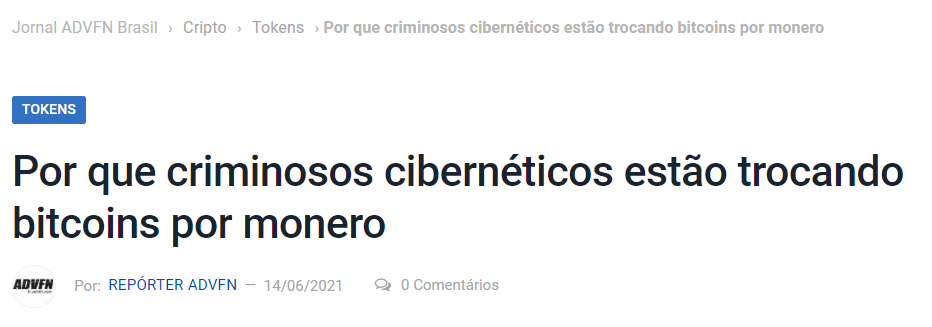 Jornal ADVFN Brasil › Cripto › Tokens › Por que criminosos cibernéticos estão trocando bitcoins por monero
TOKENS
Por que criminosos cibernéticos estão trocando
bitcoins por monero
ADVFN Por: REPÓRTER ADVFN — 14/06/2021 0 Comentários